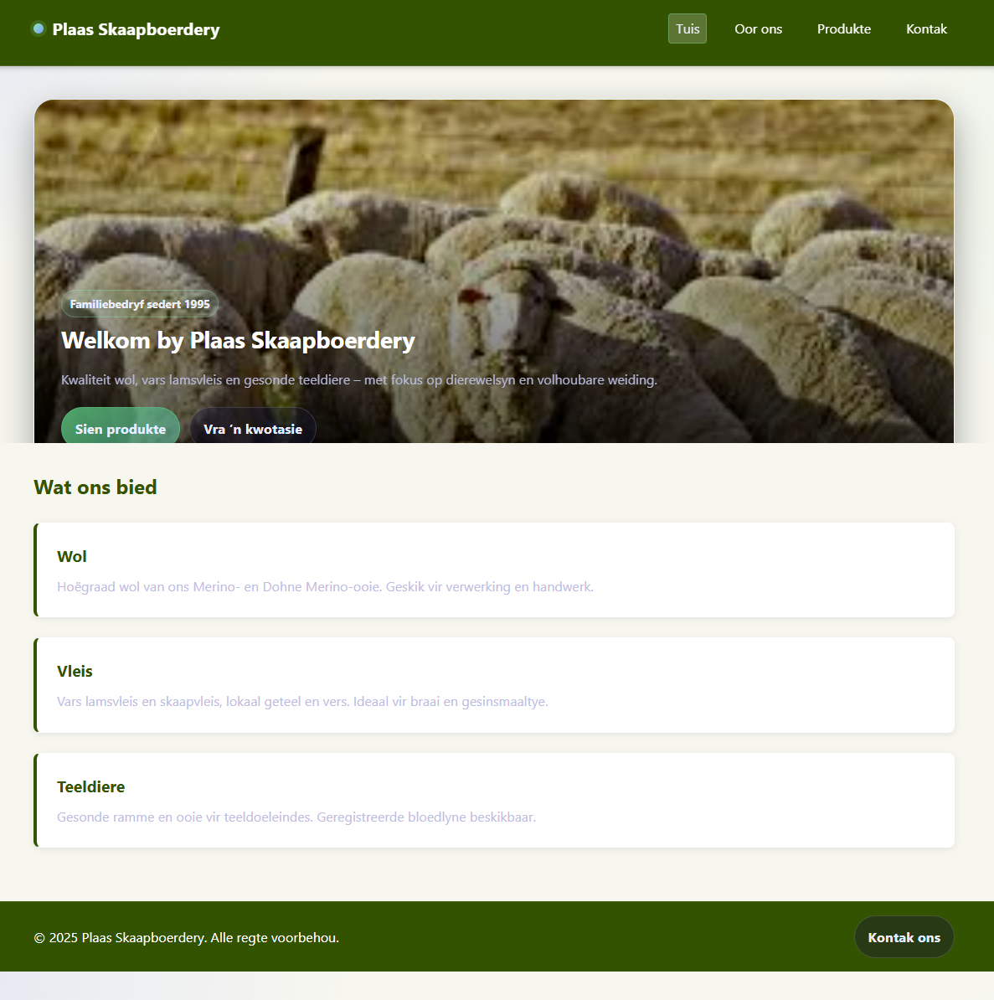 Plaas Skaapboerdery
Tuis
Oor ons
Produkte
Kontak
Familiebedryf sedert 1995
Welkom by Plaas Skaapboerdery
Kwaliteit wol, vars lamsvleis en gesonde teeldiere – met fokus op dierewelsyn en volhoubare weiding.
Sien produkte
Vra ’n kwotasie
Wat ons bied
Wol
Hoëgraad wol van ons Merino- en Dohne Merino-ooie. Geskik vir verwerking en handwerk.
Vleis
Vars lamsvleis en skaapvleis, lokaal geteel en vers. Ideaal vir braai en gesinsmaaltye.
Teeldiere
Gesonde ramme en ooie vir teeldoeleindes. Geregistreerde bloedlyne beskikbaar.
© 2025 Plaas Skaapboerdery. Alle regte voorbehou.
Kontak ons